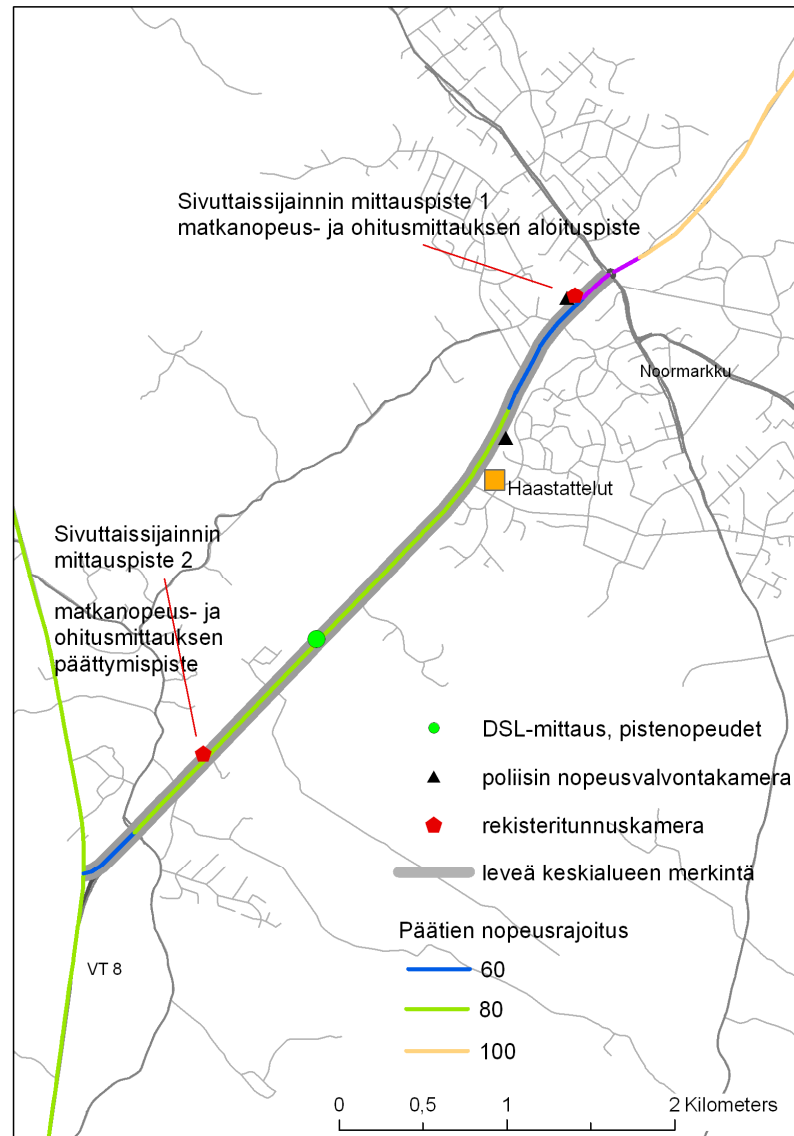 Sivuttaissijainnin mittauspiste 1
matkanopeus- ja ohitusmittauksen aloituspiste
Noormarkku
Haastattelut
Sivuttaissijainnin
mittauspiste 2
matkanopeus- ja
ohitusmittauksen
päättymispiste
DSL-mittaus, pistenopeudet
poliisin nopeusvalvontakamera
rekisteritunnuskamera
leveä keskialueen merkintä
Päätien nopeusrajoitus
60
80
100
VT 8
0 0,5 1 2 Kilometers